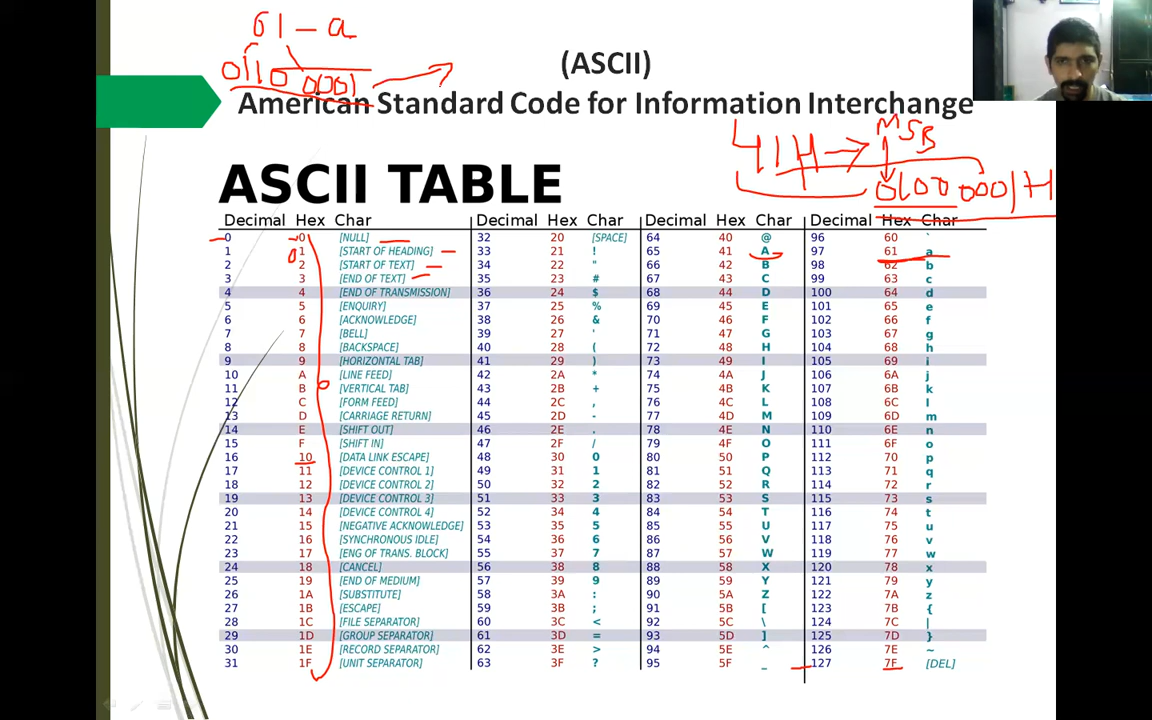 61 - a
0110 0001
(ASCII)
American Standard Code for Information Interchange
41H → MSB
0100 0001H
ASCII TABLE
Decimal Hex Char Decimal Hex Char Decimal Hex Char Decimal Hex Char
0 0 [NULL] 32 20 [SPACE] 64 40 @ 96 60 `
1 1 [START OF HEADING] 33 21 ! 65 41 A 97 61 a
2 2 [START OF TEXT] 34 22 " 66 42 B 98 62 b
3 3 [END OF TEXT] 35 23 # 67 43 C 99 63 c
4 4 [END OF TRANSMISSION] 36 24 $ 68 44 D 100 64 d
5 5 [ENQUIRY] 37 25 % 69 45 E 101 65 e
6 6 [ACKNOWLEDGE] 38 26 & 70 46 F 102 66 f
7 7 [BELL] 39 27 ' 71 47 G 103 67 g
8 8 [BACKSPACE] 40 28 ( 72 48 H 104 68 h
9 9 [HORIZONTAL TAB] 41 29 ) 73 49 I 105 69 i
10 A [LINE FEED] 42 2A * 74 4A J 106 6A j
11 B [VERTICAL TAB] 43 2B + 75 4B K 107 6B k
12 C [FORM FEED] 44 2C , 76 4C L 108 6C l
13 D [CARRIAGE RETURN] 45 2D - 77 4D M 109 6D m
14 E [SHIFT OUT] 46 2E . 78 4E N 110 6E n
15 F [SHIFT IN] 47 2F / 79 4F O 111 6F o
16 10 [DATA LINK ESCAPE] 48 30 0 80 50 P 112 70 p
17 11 [DEVICE CONTROL 1] 49 31 1 81 51 Q 113 71 q
18 12 [DEVICE CONTROL 2] 50 32 2 82 52 R 114 72 r
19 13 [DEVICE CONTROL 3] 51 33 3 83 53 S 115 73 s
20 14 [DEVICE CONTROL 4] 52 34 4 84 54 T 116 74 t
21 15 [NEGATIVE ACKNOWLEDGE] 53 35 5 85 55 U 117 75 u
22 16 [SYNCHRONOUS IDLE] 54 36 6 86 56 V 118 76 v
23 17 [ENG OF TRANS. BLOCK] 55 37 7 87 57 W 119 77 w
24 18 [CANCEL] 56 38 8 88 58 X 120 78 x
25 19 [END OF MEDIUM] 57 39 9 89 59 Y 121 79 y
26 1A [SUBSTITUTE] 58 3A : 90 5A Z 122 7A z
27 1B [ESCAPE] 59 3B ; 91 5B [ 123 7B {
28 1C [FILE SEPARATOR] 60 3C < 92 5C \ 124 7C |
29 1D [GROUP SEPARATOR] 61 3D = 93 5D ] 125 7D }
30 1E [RECORD SEPARATOR] 62 3E > 94 5E ^ 126 7E ~
31 1F [UNIT SEPARATOR] 63 3F ? 95 5F _ 127 7F [DEL]